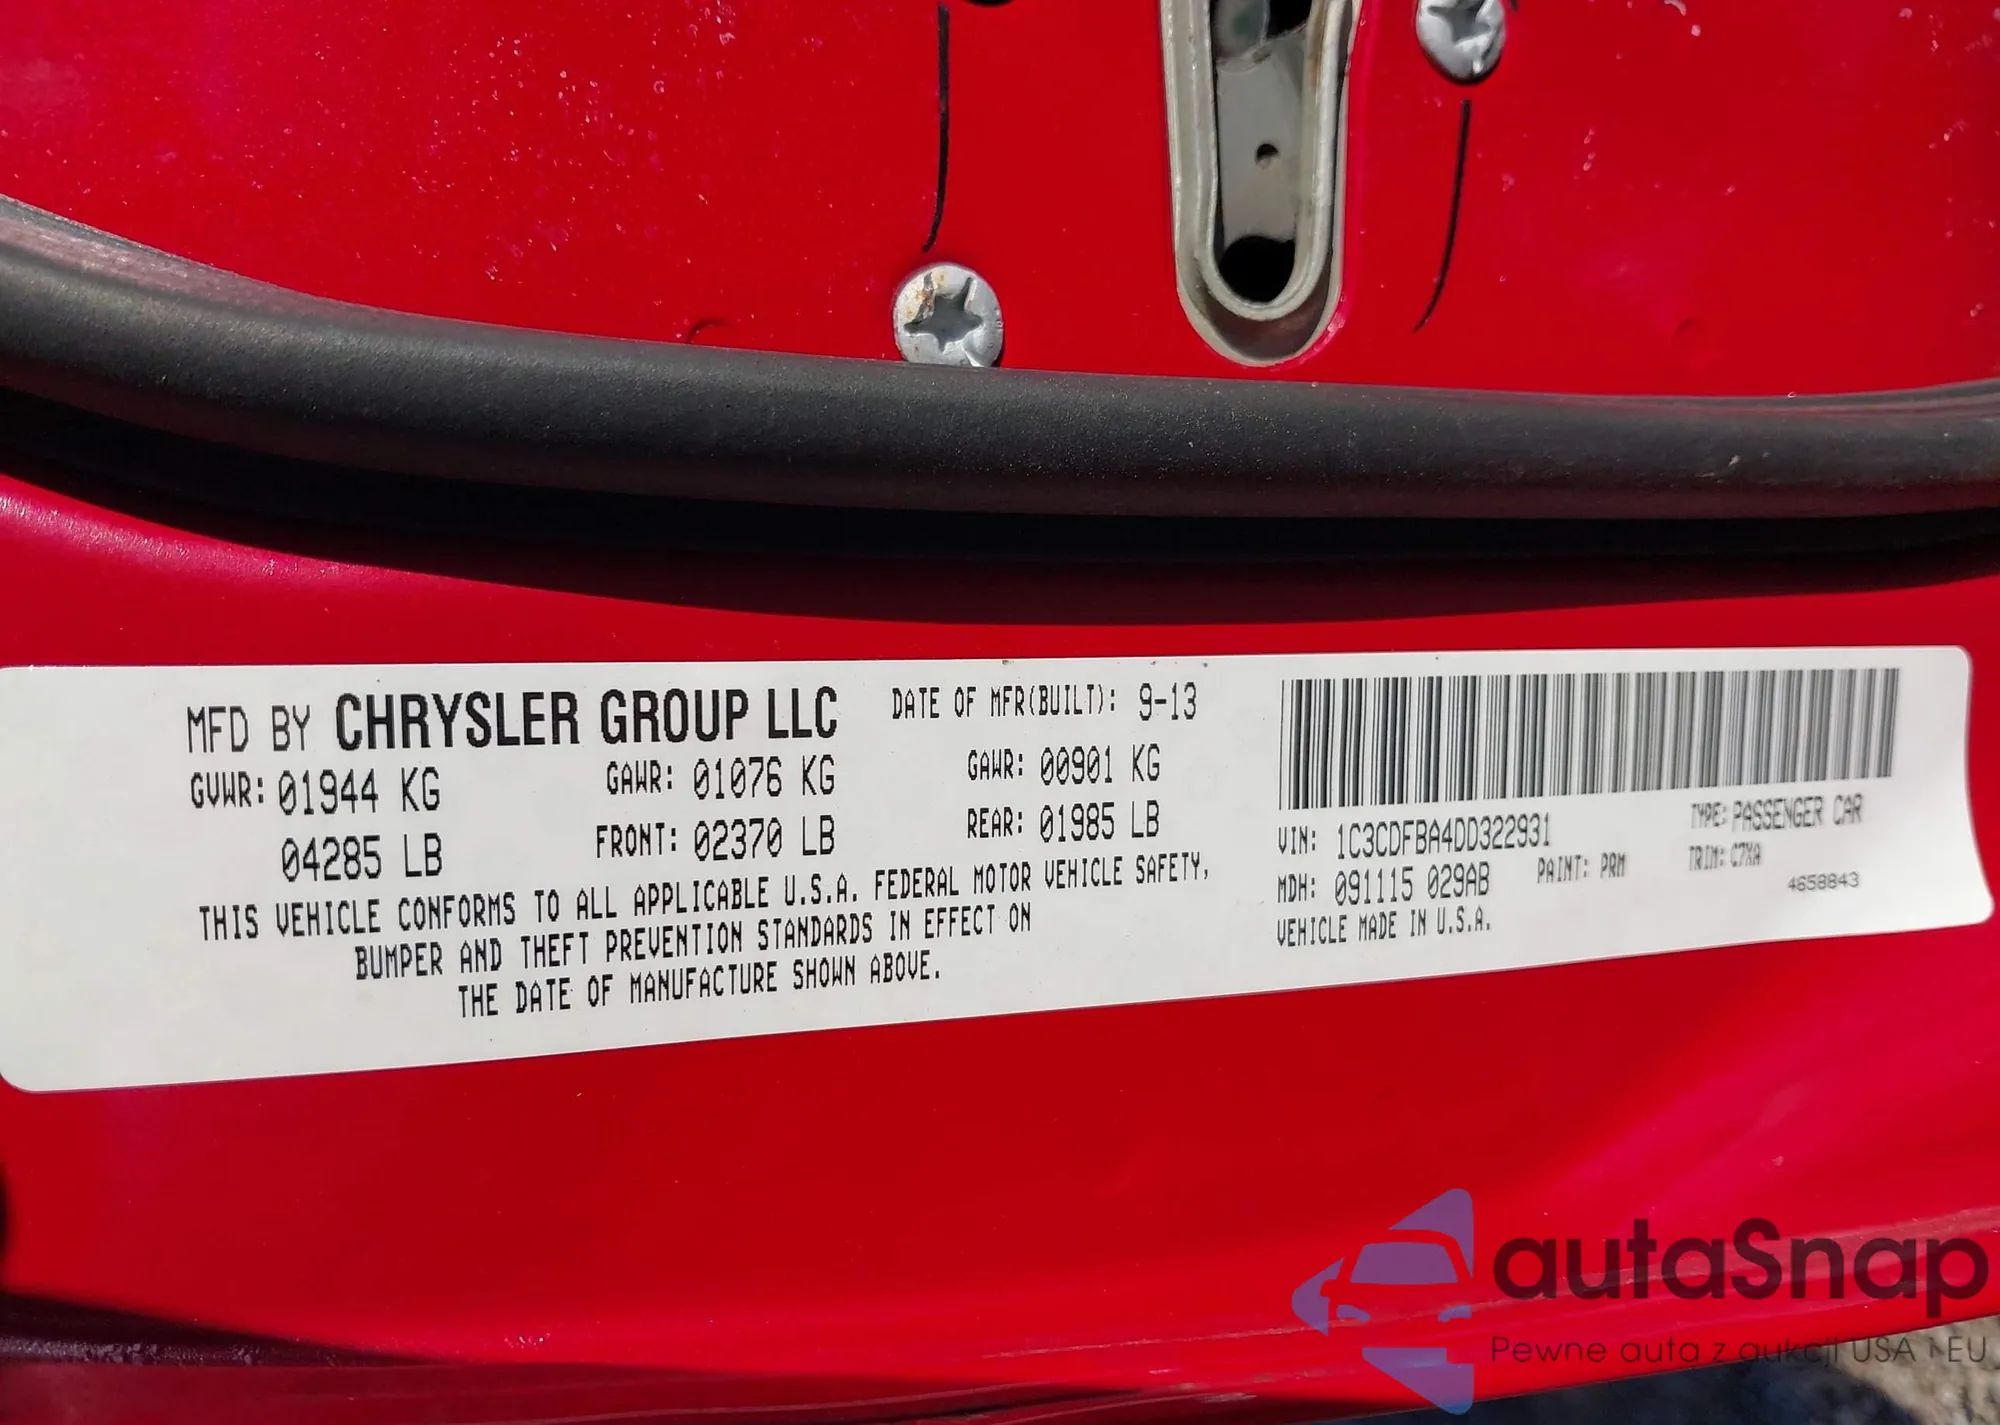 MFD BY CHRYSLER GROUP LLC DATE OF MFR(BUILT): 9-13
GVWR: 01944 KG GAWR: 01076 KG GAWR: 00901 KG
04285 LB FRONT: 02370 LB REAR: 01985 LB
THIS VEHICLE CONFORMS TO ALL APPLICABLE U.S.A. FEDERAL MOTOR VEHICLE SAFETY,
BUMPER AND THEFT PREVENTION STANDARDS IN EFFECT ON
THE DATE OF MANUFACTURE SHOWN ABOVE.
VIN: 1C3CDFBA4DD322931 TYPE: PASSENGER CAR
MDH: 091115 029AB PAINT: PRM TRIM: C7XA
VEHICLE MADE IN U.S.A. 4658843
autaSnap
Pewne auta z aukcji USA i EU